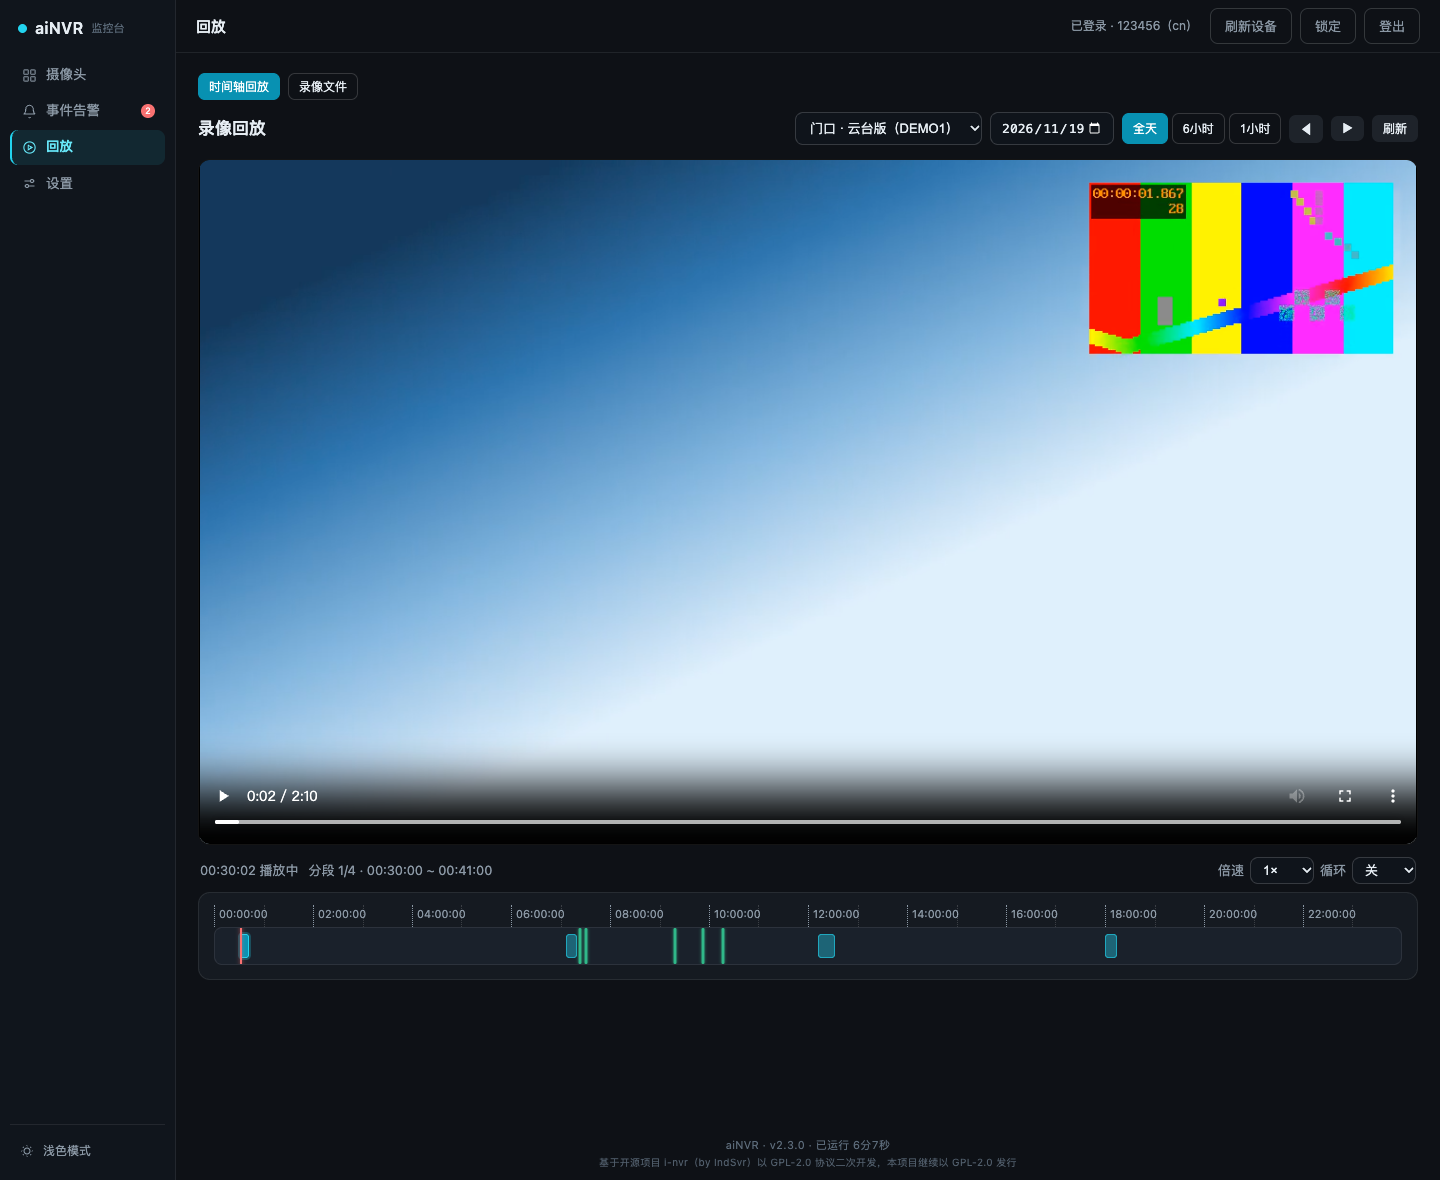 aiNVR 监控台
摄像头
事件告警 2
回放
设置
浅色模式
回放
已登录 · 123456（cn）
刷新设备
锁定
登出
时间轴回放
录像文件
录像回放
门口 · 云台版（DEMO1）
2026/11/19
全天
6小时
1小时
刷新
00:00:01.867
28
0:02 / 2:10
00:30:02 播放中 分段 1/4 · 00:30:00 ~ 00:41:00
倍速 1× 循环 关
00:00:00 02:00:00 04:00:00 06:00:00 08:00:00 10:00:00 12:00:00 14:00:00 16:00:00 18:00:00 20:00:00 22:00:00
aiNVR · v2.3.0 · 已运行 6分7秒
基于开源项目 i-nvr（by IndSvr）以 GPL-2.0 协议二次开发，本项目继续以 GPL-2.0 发行